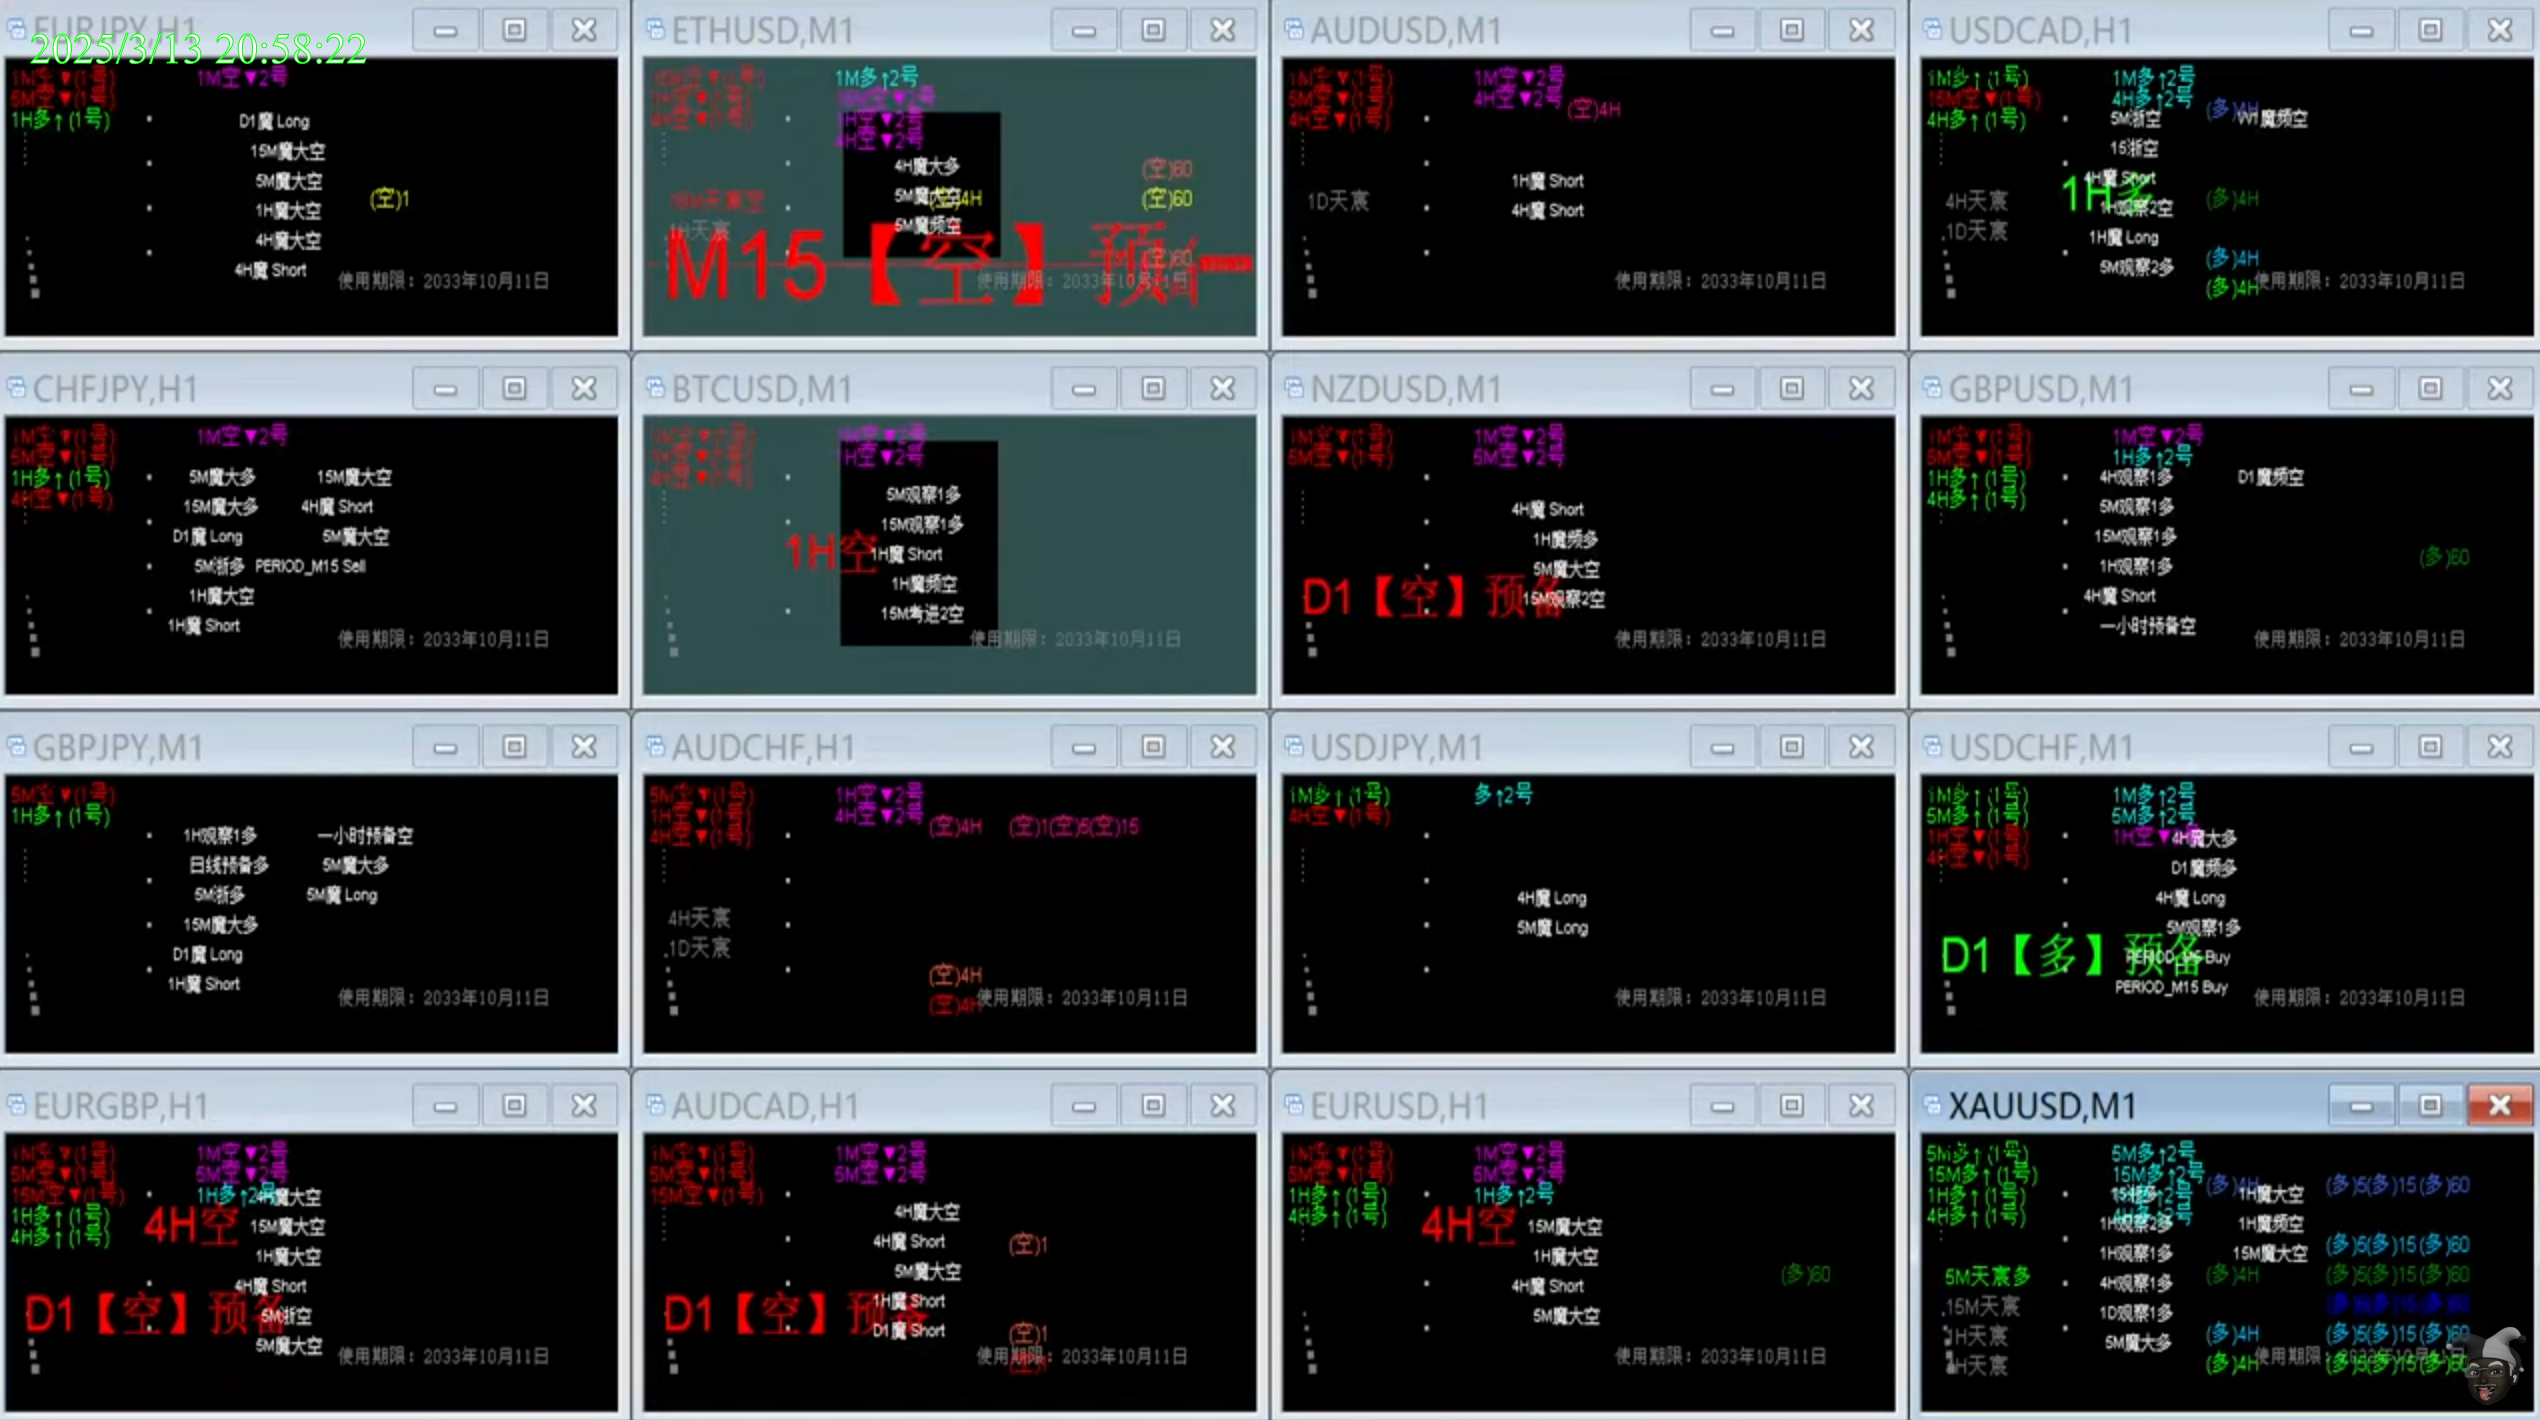 2025/3/13 20:58:22
EURJPY,H1
1M空▼(1号) 1M空▼2号
5M空▼(1号)
1H多↑(1号)
D1魔 Long
15M魔大空
5M魔大空
(空)1
1H魔大空
4H魔大空
4H魔 Short
使用期限：2033年10月11日
ETHUSD,M1
15M空▼(1号) 1M多↑2号
1H空▼(1号)
4H空▼(1号) 1H空▼2号
4H空▼2号
4H魔大多 (空)60
5M魔大空 (空)4H (空)60
15M天宸空
5M魔频空
1H天宸
M15【空】预备
(空)60
使用期限：2033年10月11日
AUDUSD,M1
1M空▼(1号) 1M空▼2号
5M空▼(1号) 4H空▼2号 (空)4H
4H空▼(1号)
1H魔 Short
1D天宸 4H魔 Short
使用期限：2033年10月11日
USDCAD,H1
1M多↑(1号) 1M多↑2号
15M空▼(1号) 4H多↑2号 (多)4H
4H多↑(1号) 5M浙空 W1魔频空
15浙空
4H魔 Short
1H多
4H天宸 1H观察2空 (多)4H
1D天宸 1H魔 Long
5M观察2多 (多)4H
(多)4H
使用期限：2033年10月11日
CHFJPY,H1
1M空▼(1号) 1M空▼2号
5M空▼(1号)
1H多↑(1号)
4H空▼(1号)
5M魔大多 15M魔大空
15M魔大多 4H魔 Short
D1魔 Long 5M魔大空
5M浙多 PERIOD_M15 Sell
1H魔大空
1H魔 Short
使用期限：2033年10月11日
BTCUSD,M1
1M空▼(1号) 1M空▼2号
1H空▼(1号) 1H空▼2号
4H空▼(1号)
5M观察1多
15M观察1多
1H空 1H魔 Short
1H魔频空
15M考进2空
使用期限：2033年10月11日
NZDUSD,M1
1M空▼(1号) 1M空▼2号
5M空▼(1号) 5M空▼2号
4H魔 Short
1H魔频多
5M魔大空
D1【空】预备 15M观察2空
使用期限：2033年10月11日
GBPUSD,M1
1M空▼(1号) 1M空▼2号
5M空▼(1号) 1H多↑2号
1H多↑(1号) 4H观察1多 D1魔频空
4H多↑(1号) 5M观察1多
15M观察1多
1H观察1多 (多)60
4H魔 Short
一小时预备空
使用期限：2033年10月11日
GBPJPY,M1
5M空▼(1号)
1H多↑(1号)
1H观察1多 一小时预备空
日线预备多 5M魔大多
5M浙多 5M魔 Long
15M魔大多
D1魔 Long
1H魔 Short
使用期限：2033年10月11日
AUDCHF,H1
5M空▼(1号) 1H空▼2号
1H空▼(1号) 4H空▼2号
4H空▼(1号) (空)4H (空)1(空)5(空)15
4H天宸
1D天宸
(空)4H
(空)4H
使用期限：2033年10月11日
USDJPY,M1
1M多↑(1号) 多↑2号
4H空▼(1号)
4H魔 Long
5M魔 Long
使用期限：2033年10月11日
USDCHF,M1
1M多↑(1号) 1M多↑2号
5M多↑(1号) 5M多↑2号
1H空▼(1号) 1H空▼ 4H魔大多
4H空▼(1号) D1魔频多
4H魔 Long
5M观察1多
D1【多】预备
PERIOD_M5 Buy
PERIOD_M15 Buy
使用期限：2033年10月11日
EURGBP,H1
1M空▼(1号) 1M空▼2号
5M空▼(1号) 5M空▼2号
15M空▼(1号) 1H多↑2号 4H魔大空
1H多↑(1号) 4H空 15M魔大空
4H多↑(1号) 1H魔大空
4H魔 Short
D1【空】预备 5M浙空
5M魔大空
使用期限：2033年10月11日
AUDCAD,H1
1M空▼(1号) 1M空▼2号
5M空▼(1号) 5M空▼2号
15M空▼(1号)
4H魔大空
4H魔 Short (空)1
5M魔大空
1H魔 Short
D1【空】预备
D1魔 Short (空)1
使用期限：2033年10月11日
EURUSD,H1
1M空▼(1号) 1M空▼2号
5M空▼(1号) 5M空▼2号
1H多↑(1号) 1H多↑2号
4H多↑(1号) 4H空 15M魔大空
1H魔大空
4H魔 Short (多)60
5M魔大空
使用期限：2033年10月11日
XAUUSD,M1
5M多↑(1号) 5M多↑2号
15M多↑(1号) 15M多↑2号 (多)4H (多)5(多)15(多)60
1H多↑(1号) 1H魔大空
4H多↑(1号) 1H观察2多 1H魔频空
1H观察1多 15M魔大空 (多)5(多)15(多)60
5M天宸多 4H观察1多 (多)4H (多)5(多)15(多)60
15M天宸 1D观察1多 (多)5(多)15(多)60
1H天宸 5M魔大多 (多)4H (多)5(多)15(多)60
4H天宸 (多)4H (多)5(多)15(多)60
使用期限：